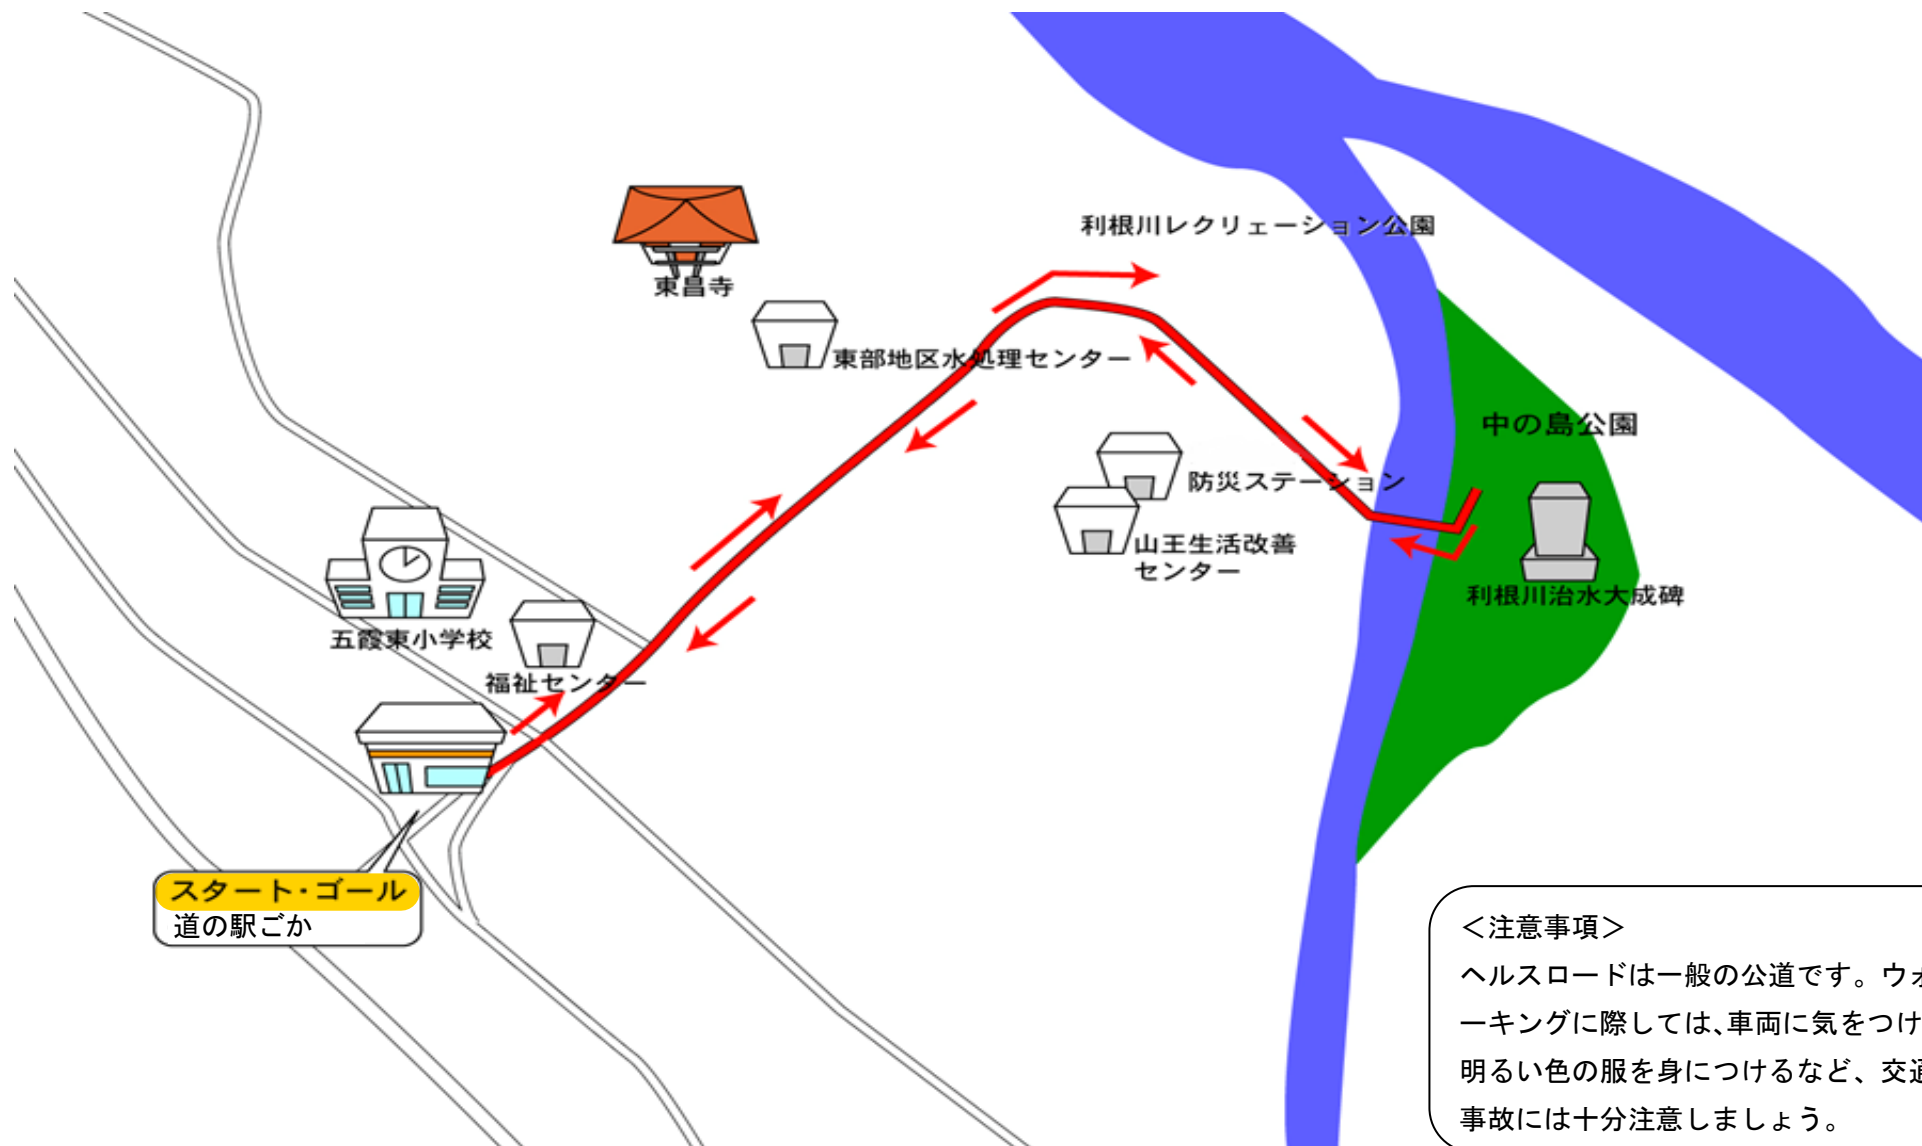 利根川レクリェーション公園
東昌寺
東部地区水処理センター
中の島公園
防災ステーション
山王生活改善
センター
利根川治水大成碑
五霞東小学校
福祉センター
スタート・ゴール
道の駅ごか
<注意事項>
ヘルスロードは一般の公道です。ウォ
ーキングに際しては、車両に気をつけ
明るい色の服を身につけるなど、交通
事故には十分注意しましょう。